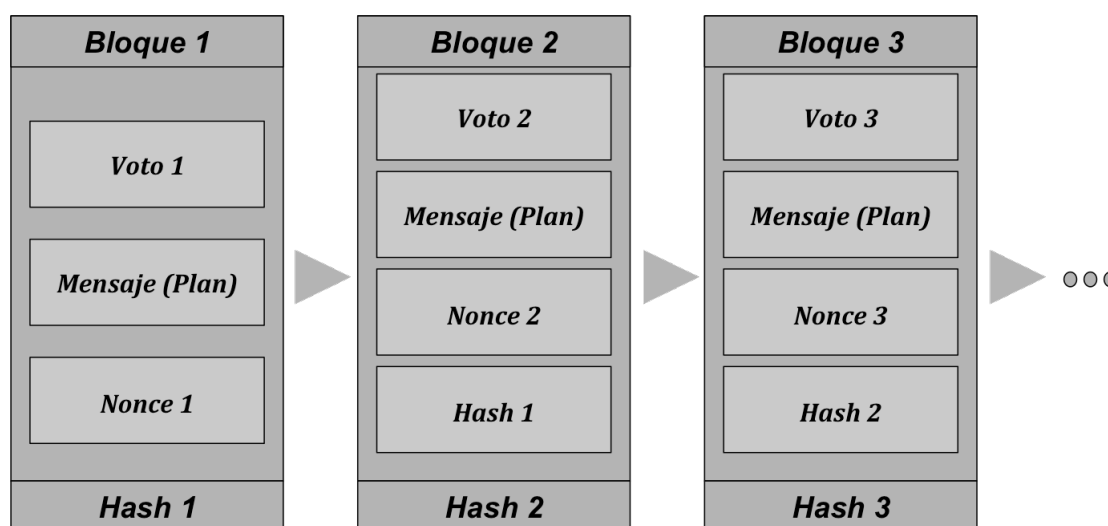 Bloque 1
Voto 1
Mensaje (Plan)
Nonce 1
Hash 1
Bloque 2
Voto 2
Mensaje (Plan)
Nonce 2
Hash 1
Hash 2
Bloque 3
Voto 3
Mensaje (Plan)
Nonce 3
Hash 2
Hash 3